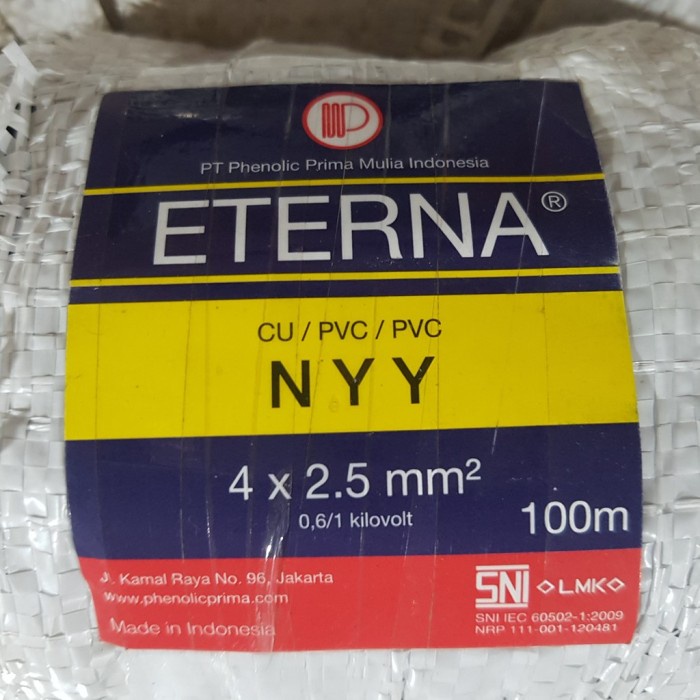 PT Phenolic Prima Mulia Indonesia
ETERNA®
CU / PVC / PVC
NYY
4 x 2.5 mm²
0,6/1 kilovolt
100m
Jl. Kamal Raya No. 96, Jakarta
www.phenolicprima.com
Made in Indonesia
SNI LMK
SNI IEC 60502-1:2009
NRP 111-001-120481